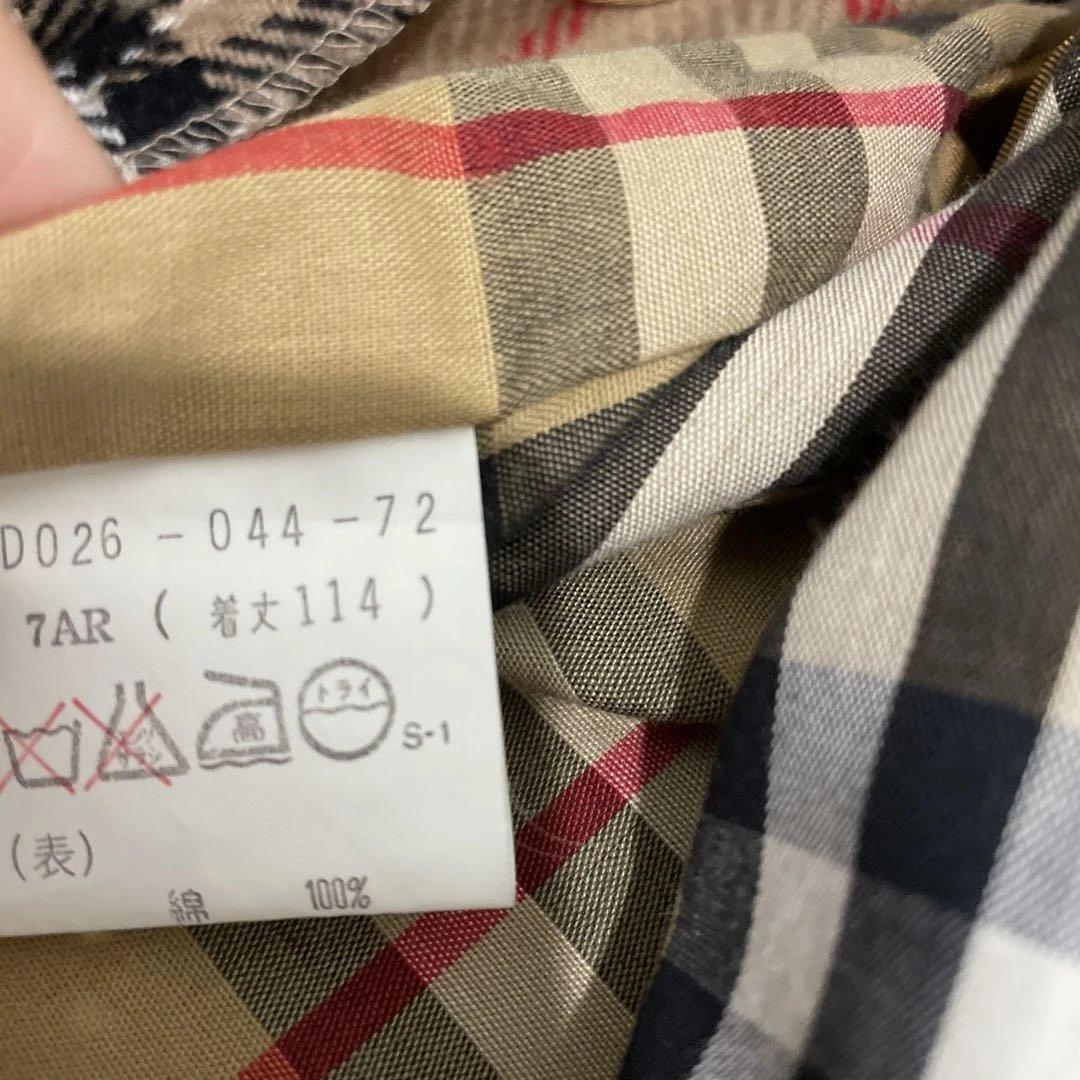 D026-044-72
7AR (着丈114)
高 ドライ S-1
(表)
綿 100%